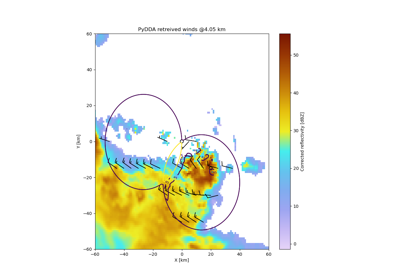 PyDDA retreived winds @4.05 km
60
40
20
0
−20
−40
−60
Y [km]
−60 −40 −20 0 20 40 60
X [km]
50
40
30
20
10
0
Corrected reflectivity [dBZ]